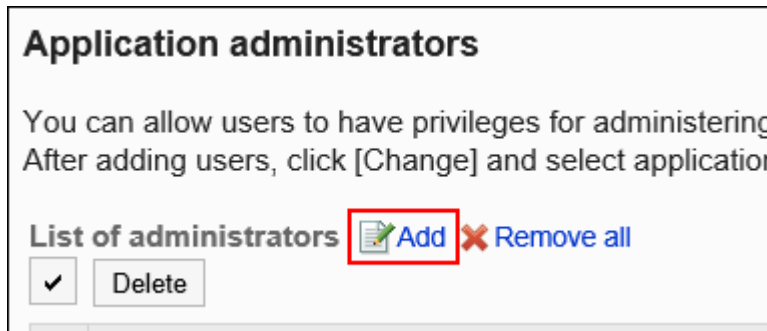 Application administrators
You can allow users to have privileges for administering
After adding users, click [Change] and select
List of administrators Add Remove all
Delete